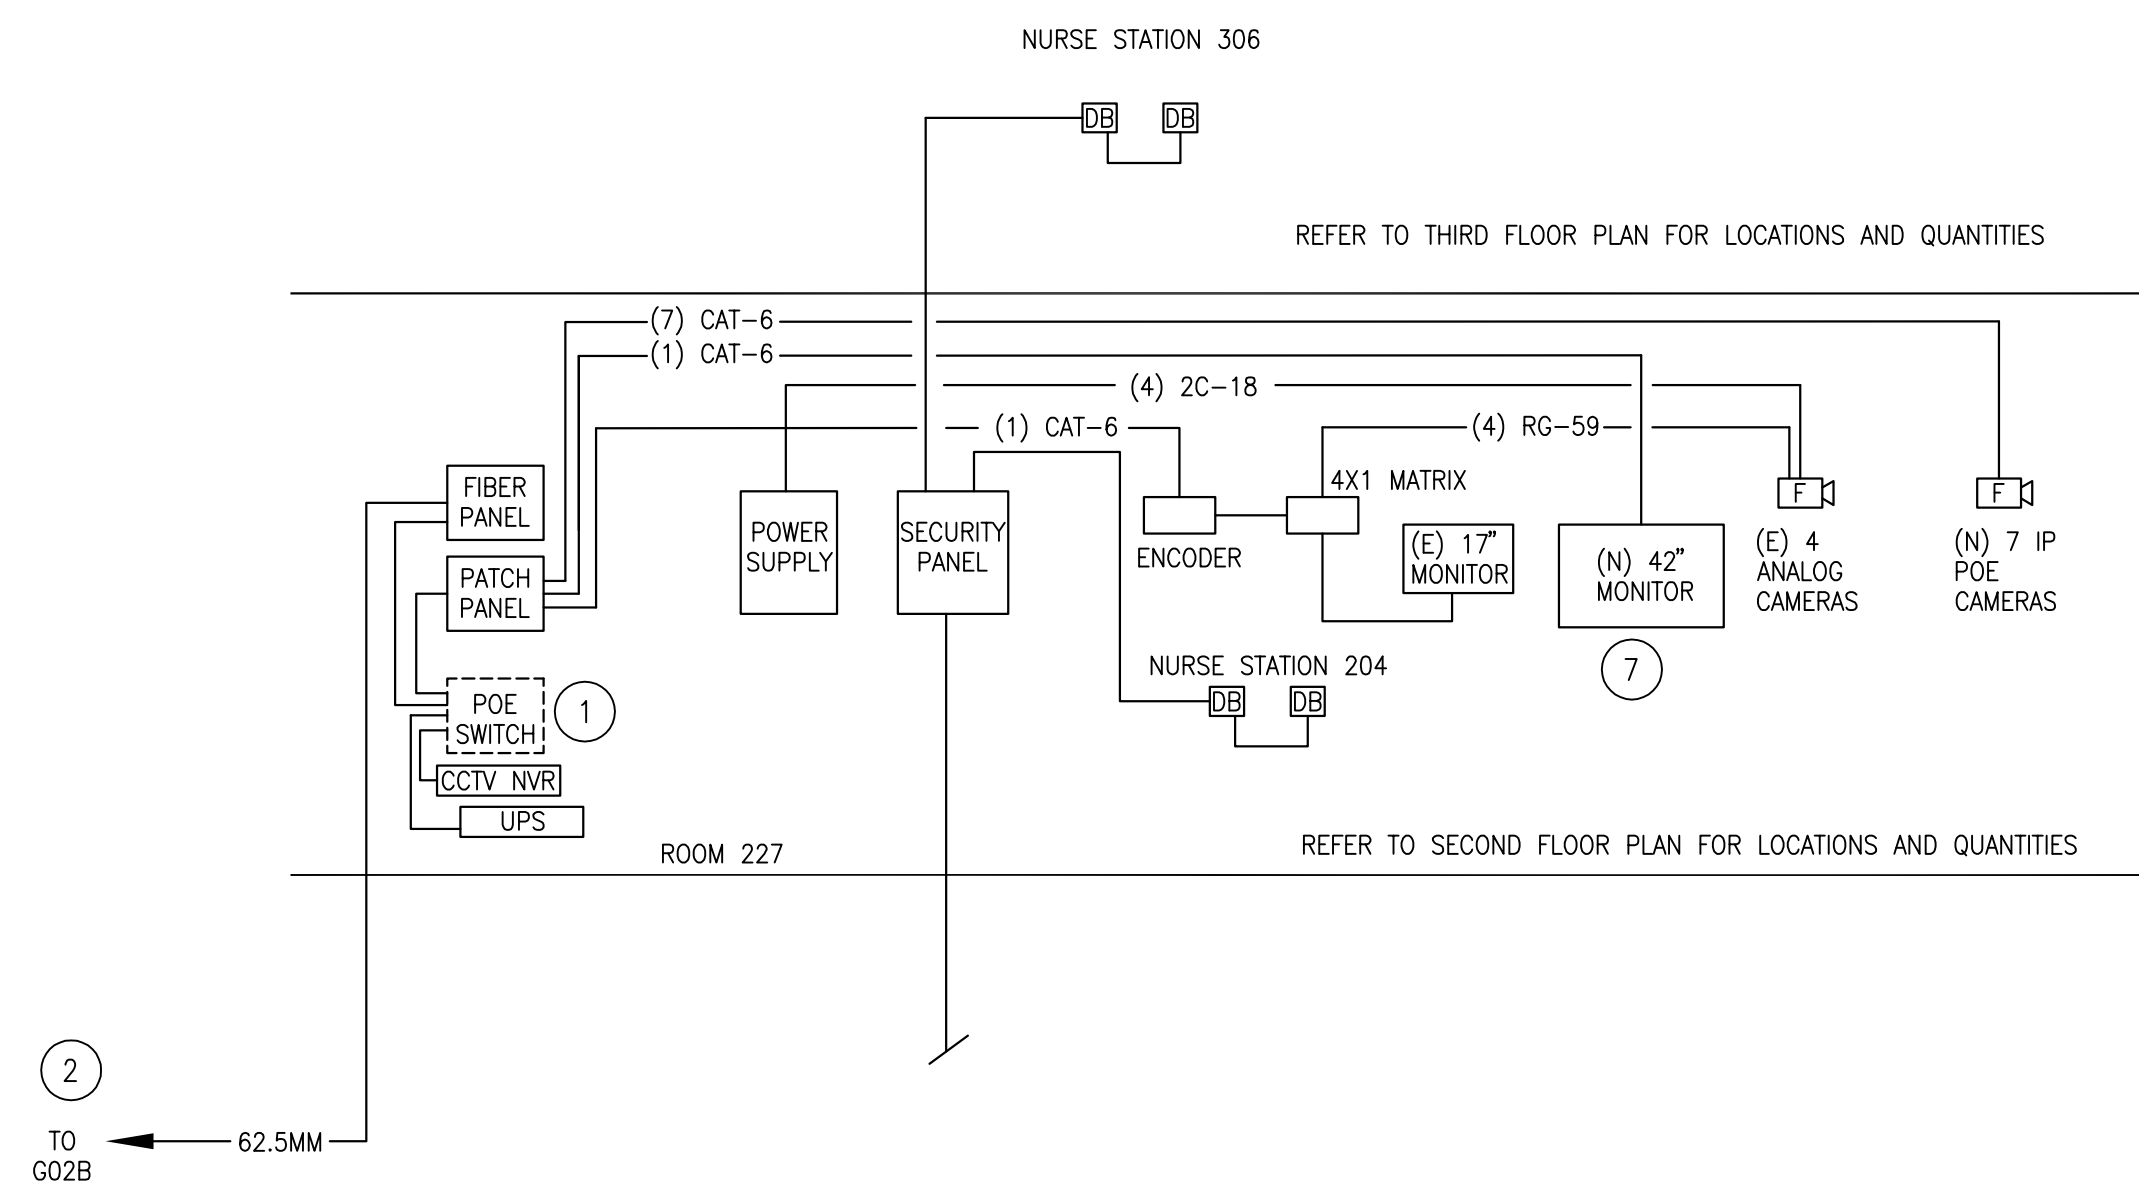 NURSE STATION 306
DB
DB
REFER TO THIRD FLOOR PLAN FOR LOCATIONS AND QUANTITIES
(7) CAT-6
(1) CAT-6
(4) 2C-18
(1) CAT-6
(4) RG-59
FIBER
PANEL
PATCH
PANEL
POE
SWITCH
1
CCTV NVR
UPS
POWER
SUPPLY
SECURITY
PANEL
ENCODER
4X1 MATRIX
(E) 17"
MONITOR
(N) 42"
MONITOR
7
F
(E) 4
ANALOG
CAMERAS
F
(N) 7 IP
POE
CAMERAS
NURSE STATION 204
DB
DB
ROOM 227
REFER TO SECOND FLOOR PLAN FOR LOCATIONS AND QUANTITIES
2
TO
G02B
62.5MM